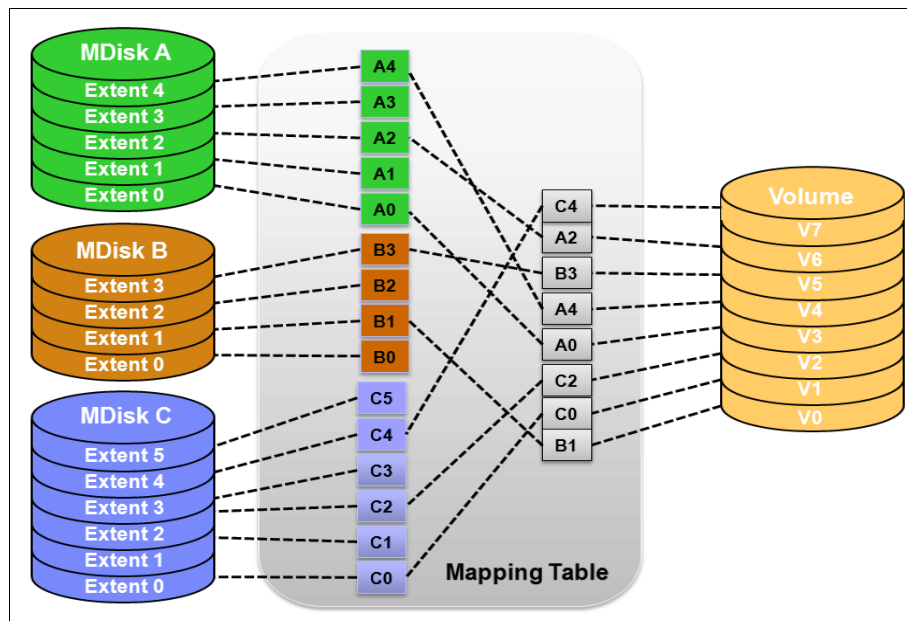 MDisk A
Extent 4
Extent 3
Extent 2
Extent 1
Extent 0
MDisk B
Extent 3
Extent 2
Extent 1
Extent 0
MDisk C
Extent 5
Extent 4
Extent 3
Extent 2
Extent 1
Extent 0
A4
A3
A2
A1
A0
B3
B2
B1
B0
C5
C4
C3
C2
C1
C0
C4
A2
B3
A4
A0
C2
C0
B1
Mapping Table
Volume
V7
V6
V5
V4
V3
V2
V1
V0